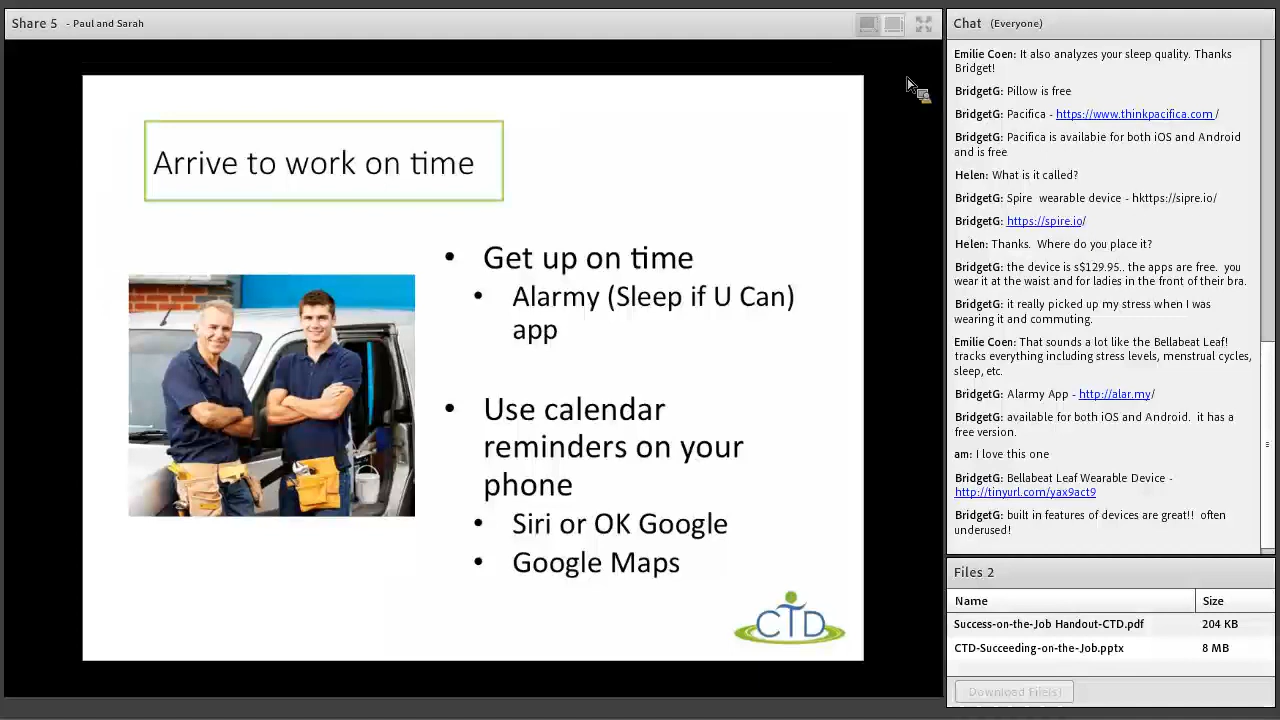 Share 5 - Paul and Sarah
Arrive to work on time
• Get up on time
• Alarmy (Sleep if U Can)
app
• Use calendar
reminders on your
phone
• Siri or OK Google
• Google Maps
CTD
Chat (Everyone)
Emilie Coen: It also analyzes your sleep quality. Thanks
Bridget!
BridgetG: Pillow is free
BridgetG: Pacifica - https://www.thinkpacifica.com/
BridgetG: Pacifica is available for both iOS and Android
and is free
Helen: What is it called?
BridgetG: Spire wearable device - hkttps://sipre.io/
BridgetG: https://spire.io/
Helen: Thanks. Where do you place it?
BridgetG: the device is s$129.95.. the apps are free. you
wear it at the waist and for ladies in the front of their bra.
BridgetG: it really picked up my stress when I was
wearing it and commuting.
Emilie Coen: That sounds a lot like the Bellabeat Leaf!
tracks everything including stress levels, menstrual cycles,
sleep, etc.
BridgetG: Alarmy App - http://alar.my/
BridgetG: available for both iOS and Android. it has a
free version.
am: I love this one
BridgetG: Bellabeat Leaf Wearable Device -
http://tinyurl.com/yax9act9
BridgetG: built in features of devices are great!! often
underused!
Files 2
Name Size
Success-on-the-Job Handout-CTD.pdf 204 KB
CTD-Succeeding-on-the-Job.pptx 8 MB
Download File(s)